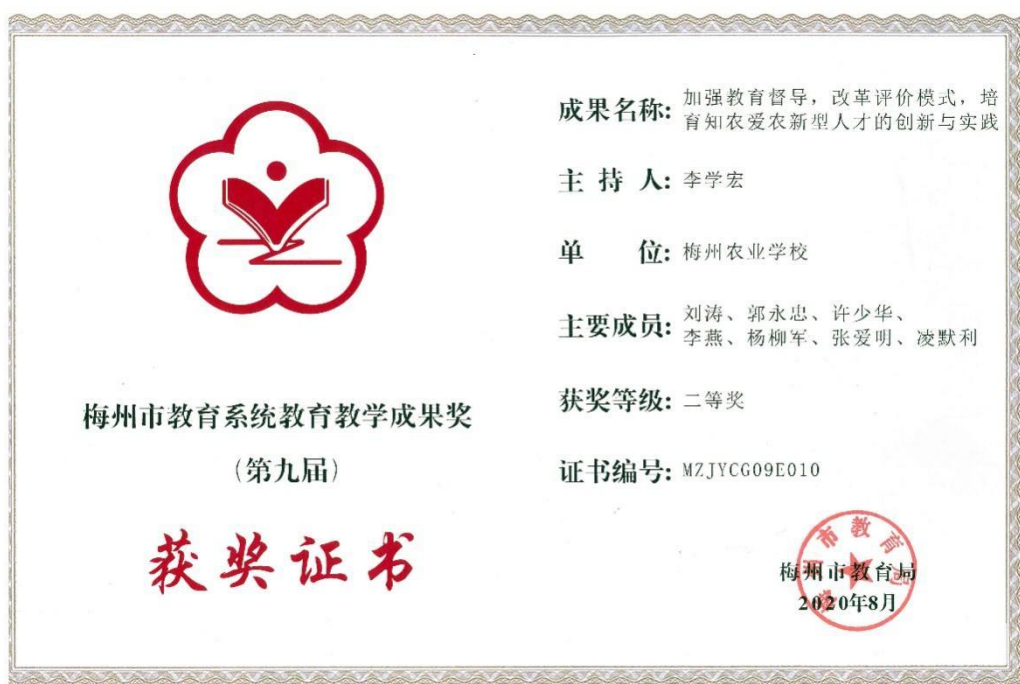 梅州市教育系统教育教学成果奖
(第九届)
获奖证书
成果名称: 加强教育督导，改革评价模式，培
育知农爱农新型人才的创新与实践
主持人: 李学宏
单位: 梅州农业学校
主要成员: 刘涛、郭永忠、许少华、
李燕、杨柳军、张爱明、凌默利
获奖等级: 二等奖
证书编号: MZJYCG09E010
梅州市教育局
2020年8月
梅州市教育局